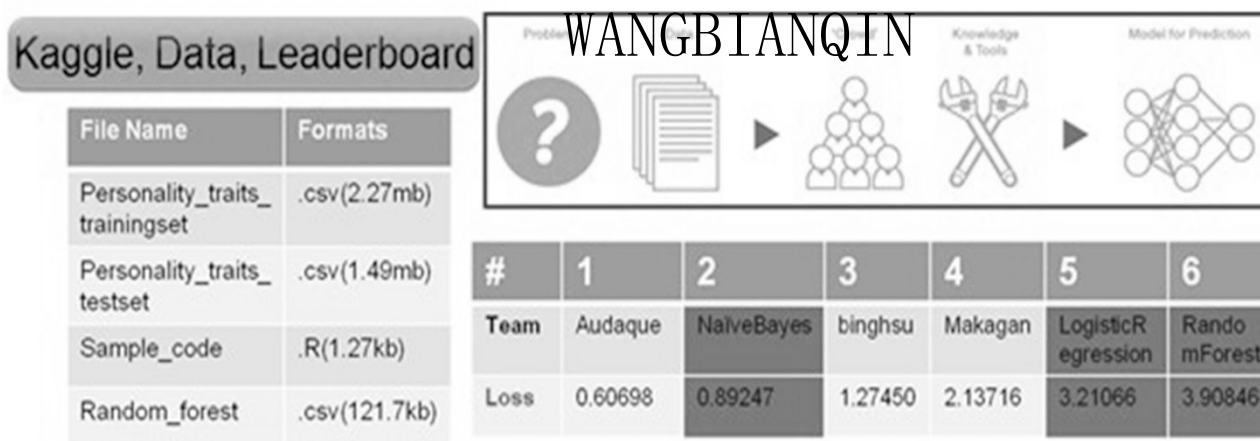 Kaggle, Data, Leaderboard
Problem
Data
"Crowd"
Knowledge
& Tools
Model for Prediction
WANGBIANQIN
?
File Name Formats
Personality_traits_ .csv(2.27mb)
trainingset
Personality_traits_ .csv(1.49mb)
testset
Sample_code .R(1.27kb)
Random_forest .csv(121.7kb)
# 1 2 3 4 5 6
Team Audaque NaïveBayes binghsu Makagan LogisticR Rando
egression mForest
Loss 0.60698 0.89247 1.27450 2.13716 3.21066 3.90846